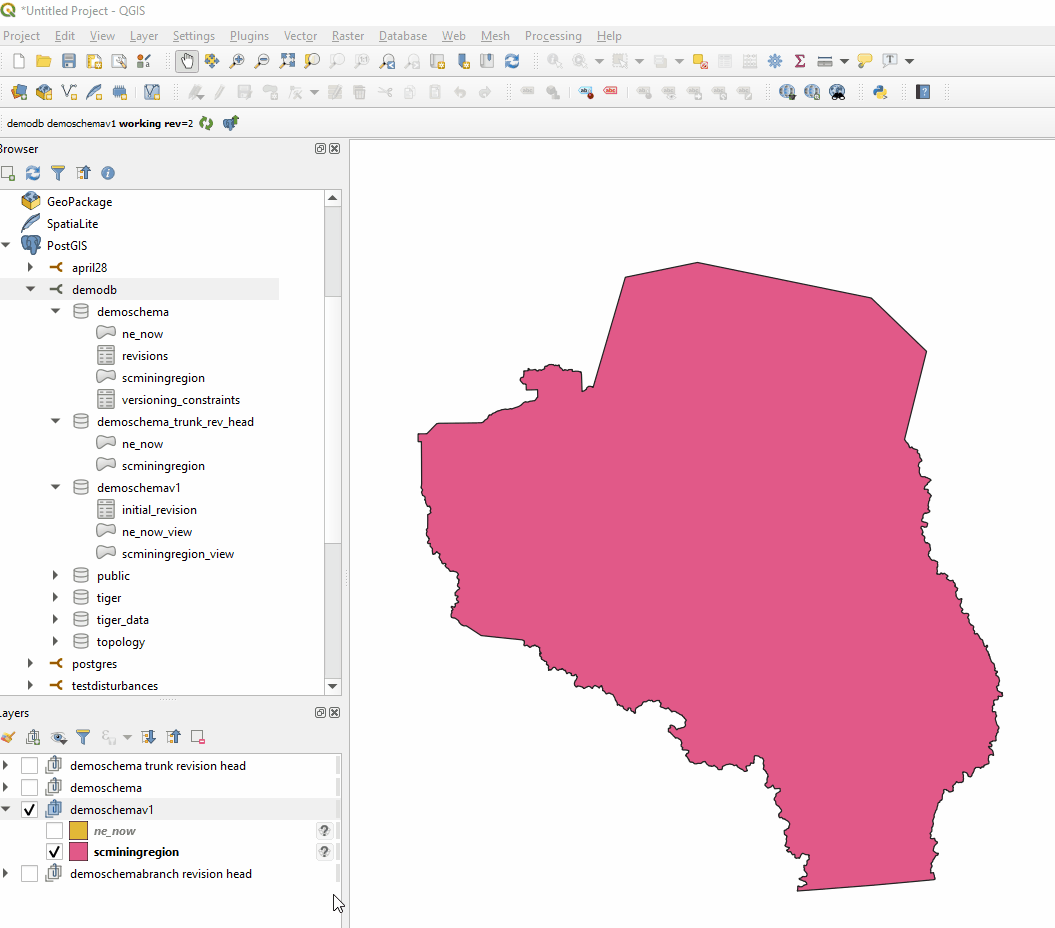 *Untitled Project - QGIS
Project Edit View Layer Settings Plugins Vector Raster Database Web Mesh Processing Help
demodb demoschemav1 working rev=2
Browser
GeoPackage
SpatiaLite
PostGIS
april28
demodb
demoschema
ne_now
revisions
scminingregion
versioning_constraints
demoschema_trunk_rev_head
ne_now
scminingregion
demoschemav1
initial_revision
ne_now_view
scminingregion_view
public
tiger
tiger_data
topology
postgres
testdisturbances
Layers
demoschema trunk revision head
demoschema
demoschemav1
ne_now ?
scminingregion ?
demoschemabranch revision head